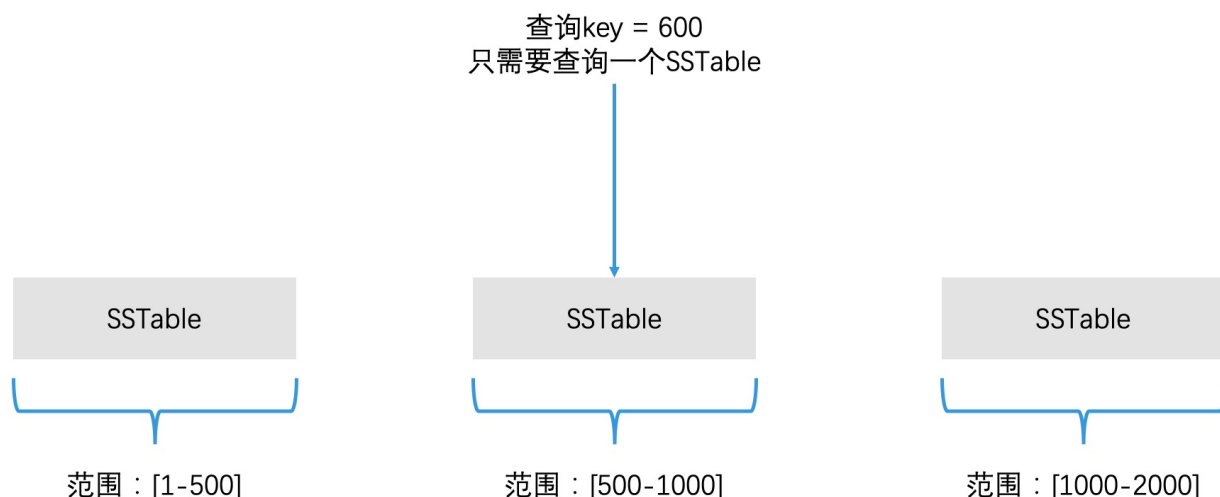 查询key = 600
只需要查询一个SSTable
SSTable
SSTable
SSTable
范围：[1-500]
范围：[500-1000]
范围：[1000-2000]